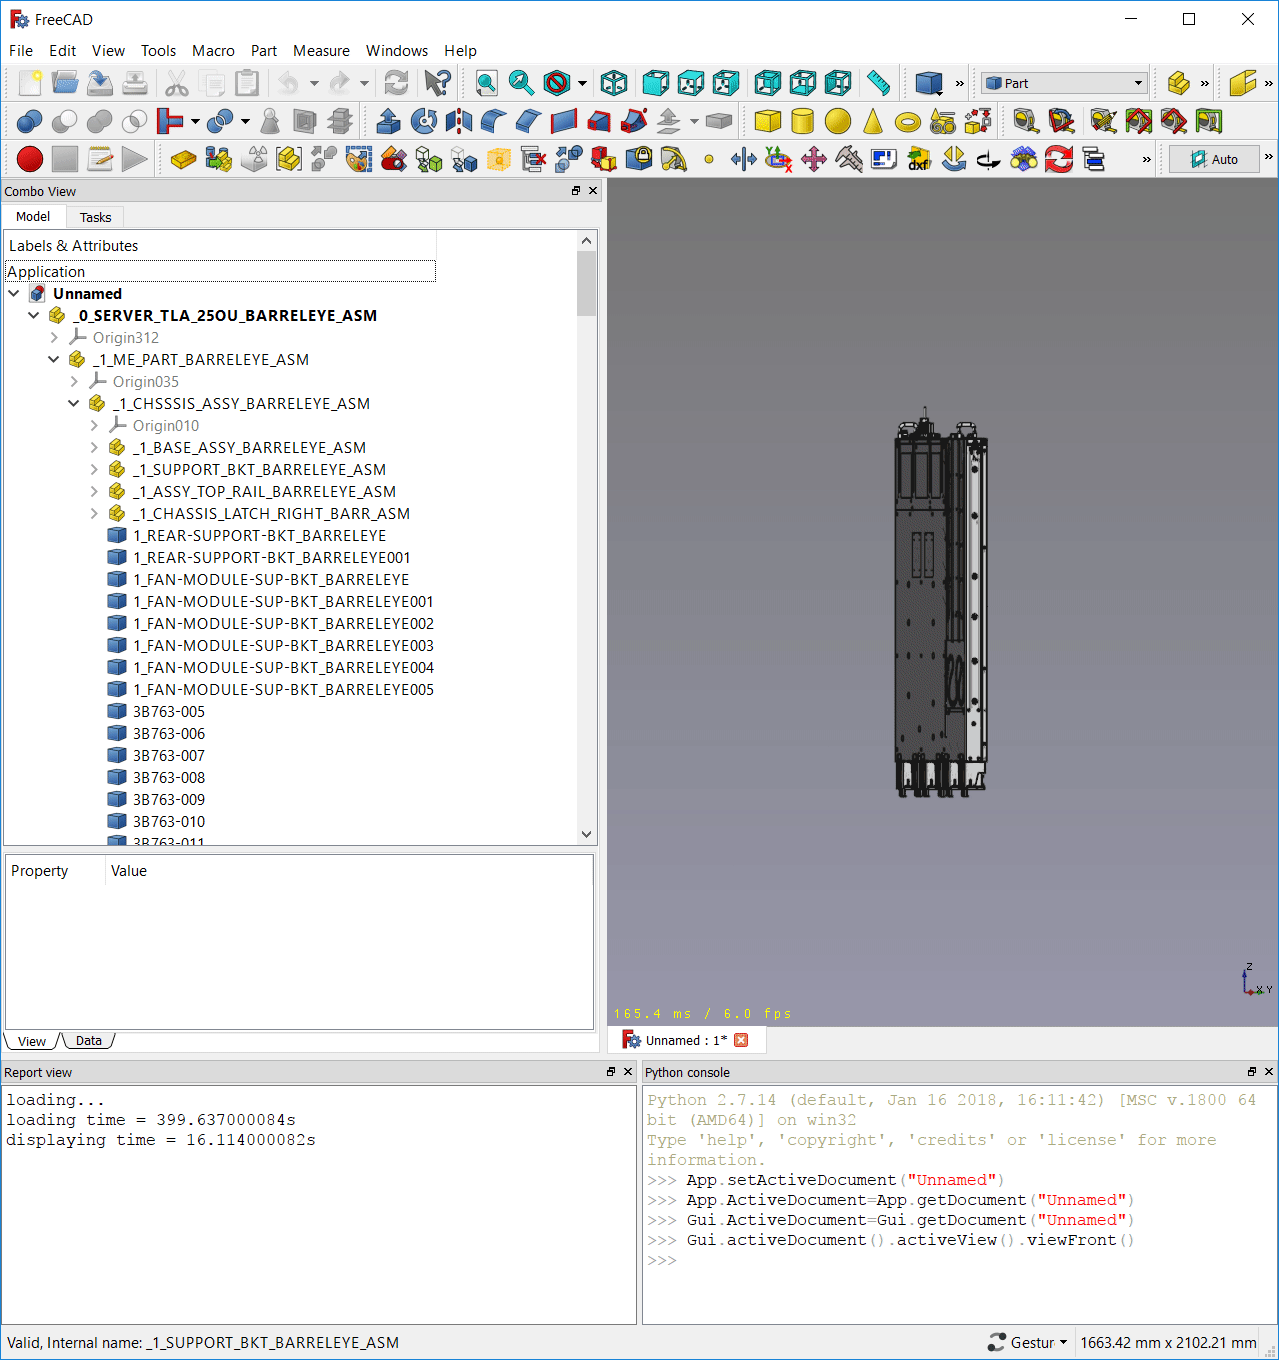 FreeCAD
File Edit View Tools Macro Part Measure Windows Help
Part
dxf
Auto
Combo View
Model Tasks
Labels & Attributes
Application
Unnamed
_0_SERVER_TLA_25OU_BARRELEYE_ASM
Origin312
_1_ME_PART_BARRELEYE_ASM
Origin035
_1_CHSSSIS_ASSY_BARRELEYE_ASM
Origin010
_1_BASE_ASSY_BARRELEYE_ASM
_1_SUPPORT_BKT_BARRELEYE_ASM
_1_ASSY_TOP_RAIL_BARRELEYE_ASM
_1_CHASSIS_LATCH_RIGHT_BARR_ASM
1_REAR-SUPPORT-BKT_BARRELEYE
1_REAR-SUPPORT-BKT_BARRELEYE001
1_FAN-MODULE-SUP-BKT_BARRELEYE
1_FAN-MODULE-SUP-BKT_BARRELEYE001
1_FAN-MODULE-SUP-BKT_BARRELEYE002
1_FAN-MODULE-SUP-BKT_BARRELEYE003
1_FAN-MODULE-SUP-BKT_BARRELEYE004
1_FAN-MODULE-SUP-BKT_BARRELEYE005
3B763-005
3B763-006
3B763-007
3B763-008
3B763-009
3B763-010
3B763-011
Property Value
View Data
Z
X Y
165.4 ms / 6.0 fps
Unnamed : 1*
Report view
loading...
loading time = 399.637000084s
displaying time = 16.114000082s
Python console
Python 2.7.14 (default, Jan 16 2018, 16:11:42) [MSC v.1800 64
bit (AMD64)] on win32
Type 'help', 'copyright', 'credits' or 'license' for more
information.
>>> App.setActiveDocument("Unnamed")
>>> App.ActiveDocument=App.getDocument("Unnamed")
>>> Gui.ActiveDocument=Gui.getDocument("Unnamed")
>>> Gui.activeDocument().activeView().viewFront()
>>>
Valid, Internal name: _1_SUPPORT_BKT_BARRELEYE_ASM
Gestur
1663.42 mm x 2102.21 mm